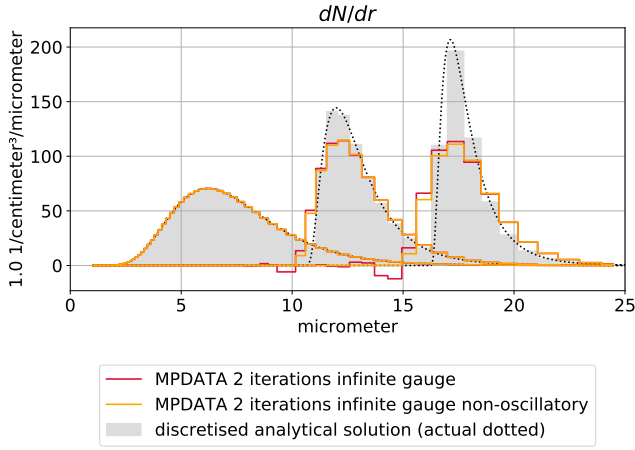 dN/dr
1.0 1/centimeter³/micrometer
200
150
100
50
0
0 5 10 15 20 25
micrometer
MPDATA 2 iterations infinite gauge
MPDATA 2 iterations infinite gauge non-oscillatory
discretised analytical solution (actual dotted)